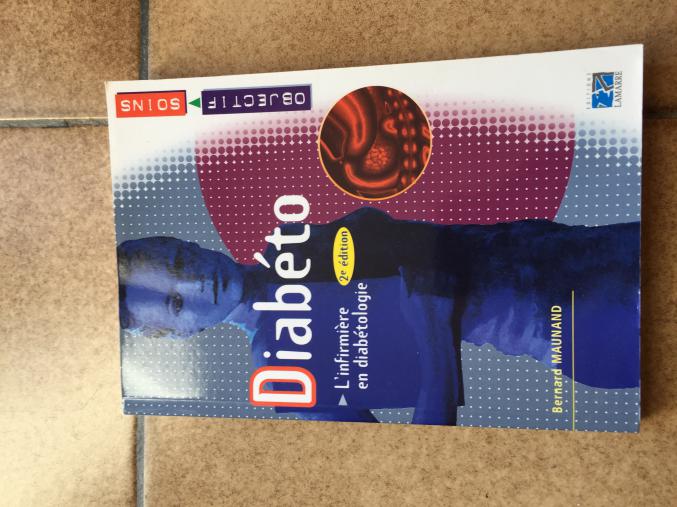 OBJECTIF
SOINS
Diabéto
2e édition
L'infirmière
en diabétologie
Bernard MAUNAND
ÉDITIONS
LAMARRE